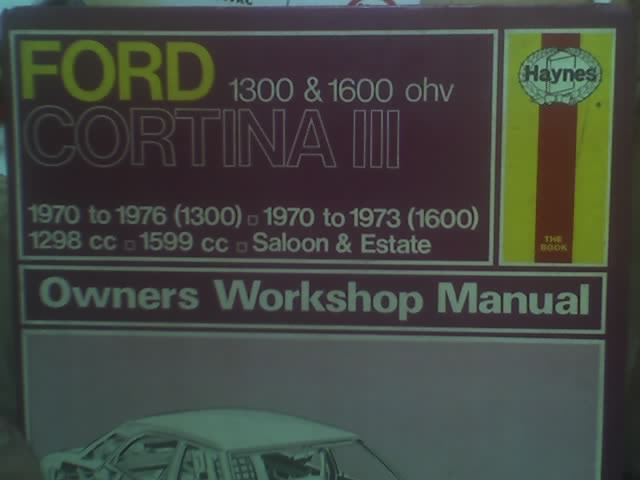 FORD 1300 & 1600 ohv
CORTINA III
1970 to 1976 (1300) □ 1970 to 1973 (1600)
1298 cc □ 1599 cc □ Saloon & Estate
Haynes
THE
BOOK
Owners Workshop Manual